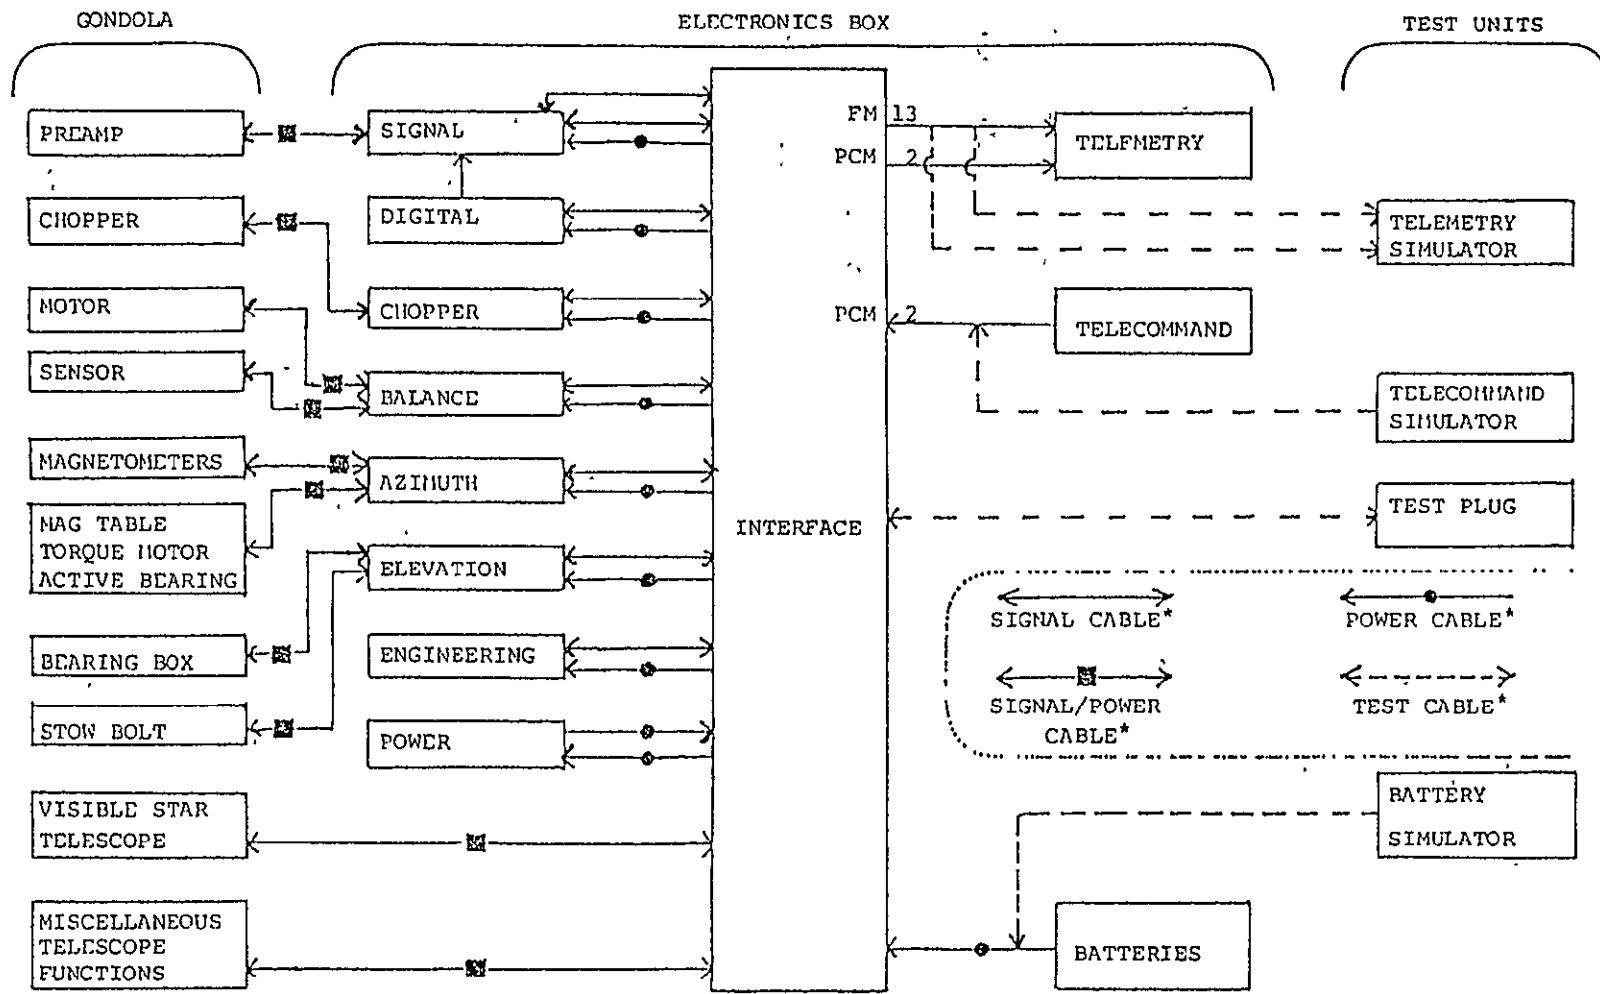 GONDOLA
ELECTRONICS BOX
TEST UNITS
PREAMP
CHOPPER
MOTOR
SENSOR
MAGNETOMETERS
MAG TABLE
TORQUE MOTOR
ACTIVE BEARING
BEARING BOX
STOW BOLT
VISIBLE STAR
TELESCOPE
MISCELLANEOUS
TELESCOPE
FUNCTIONS
SIGNAL
DIGITAL
CHOPPER
BALANCE
AZIMUTH
ELEVATION
ENGINEERING
POWER
INTERFACE
FM 13
PCM 2
PCM 2
TELEMETRY
TELECOMMAND
BATTERIES
TELEMETRY
SIMULATOR
TELECOMMAND
SIMULATOR
TEST PLUG
SIGNAL CABLE*
POWER CABLE*
SIGNAL/POWER
CABLE*
TEST CABLE*
BATTERY
SIMULATOR